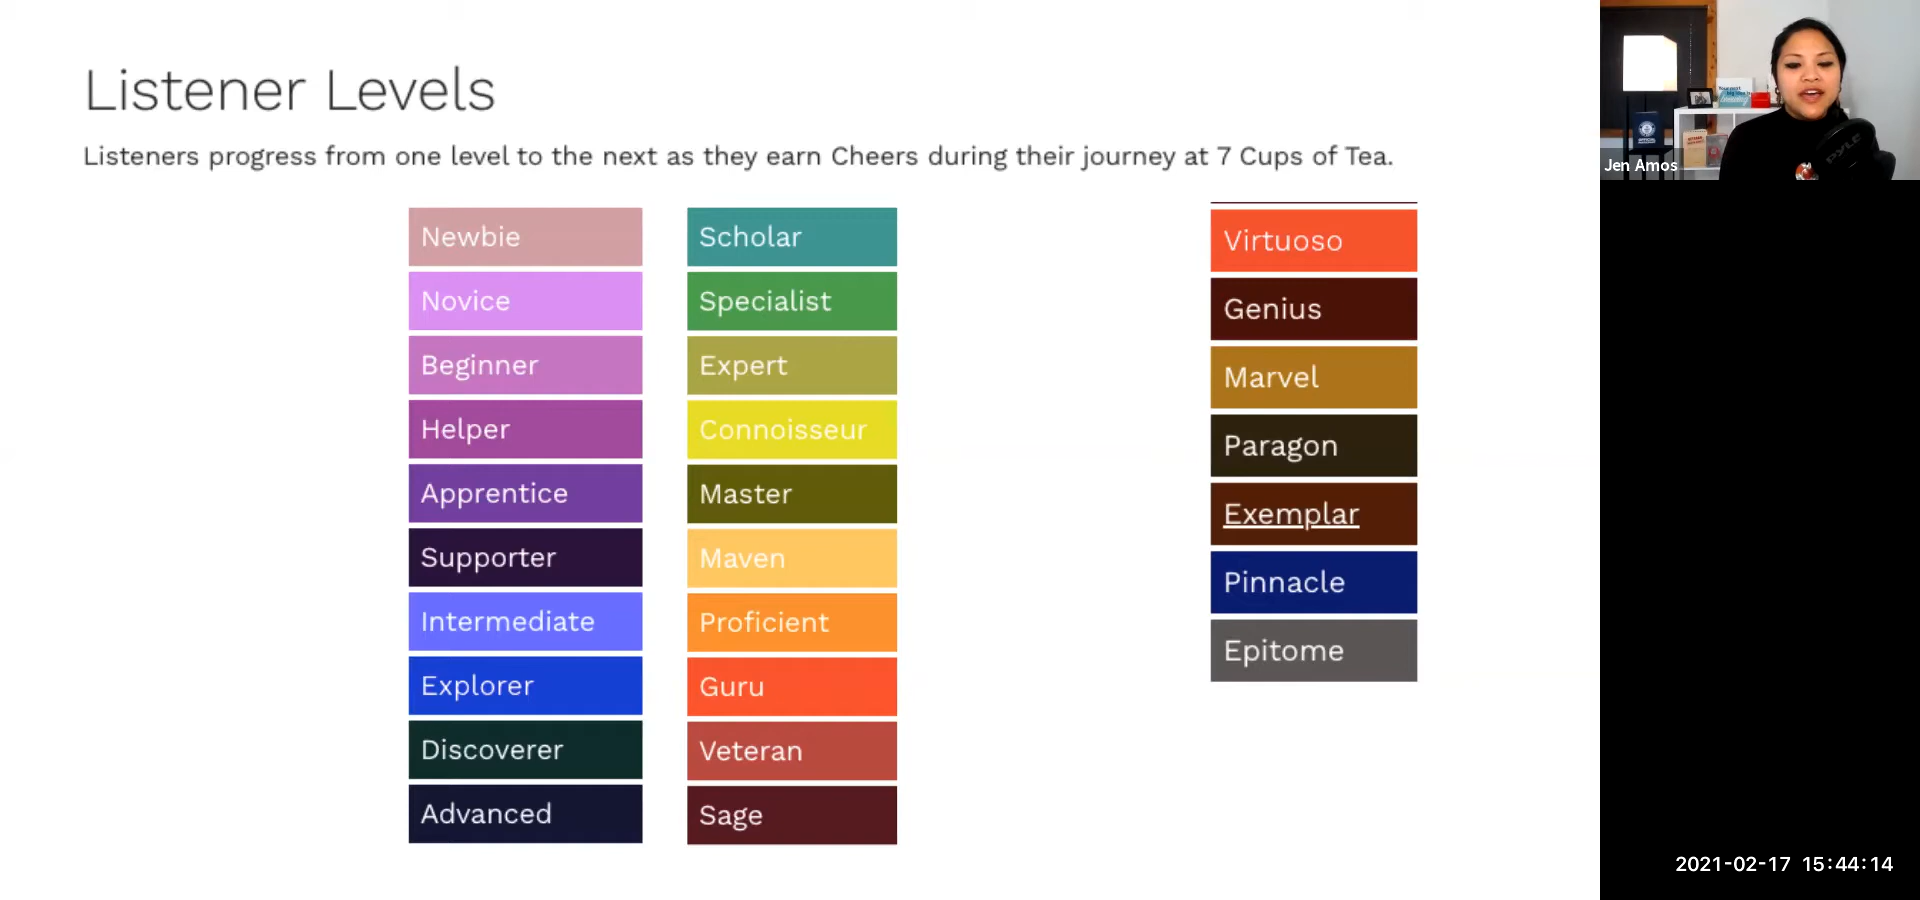 Listener Levels
Listeners progress from one level to the next as they earn Cheers during their journey at 7 Cups of Tea.
Newbie
Novice
Beginner
Helper
Apprentice
Supporter
Intermediate
Explorer
Discoverer
Advanced
Scholar
Specialist
Expert
Connoisseur
Master
Maven
Proficient
Guru
Veteran
Sage
Virtuoso
Genius
Marvel
Paragon
Exemplar
Pinnacle
Epitome
Jen Amos
PYLE
2021-02-17 15:44:14